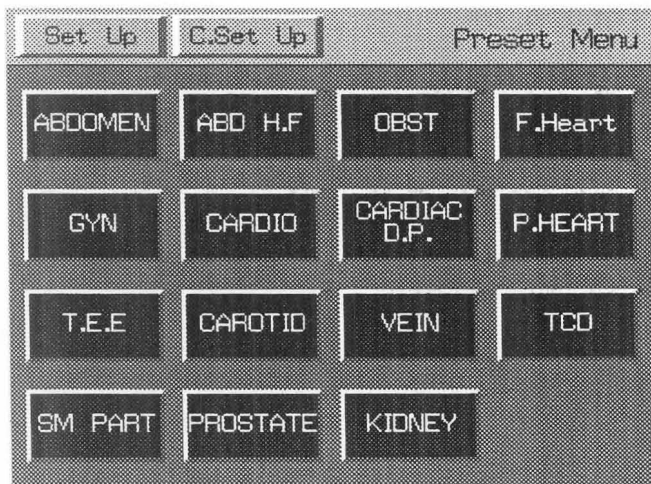 Set Up C.Set Up Preset Menu
ABDOMEN ABD H.F OBST F.Heart
GYN CARDIO CARDIAC D.P. P.HEART
T.E.E CAROTID VEIN TCD
SM PART PROSTATE KIDNEY